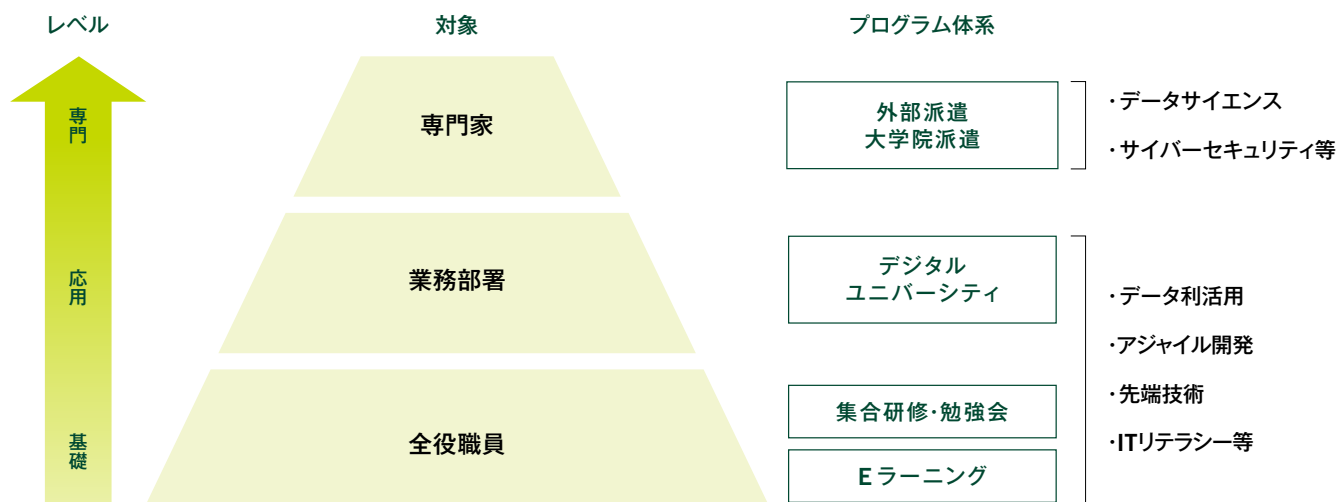 レベル
対象
プログラム体系
専門
専門家
外部派遣
大学院派遣
・データサイエンス
・サイバーセキュリティ等
応用
業務部署
デジタル
ユニバーシティ
・データ利活用
・アジャイル開発
・先端技術
・ITリテラシー等
基礎
全役職員
集合研修・勉強会
Eラーニング